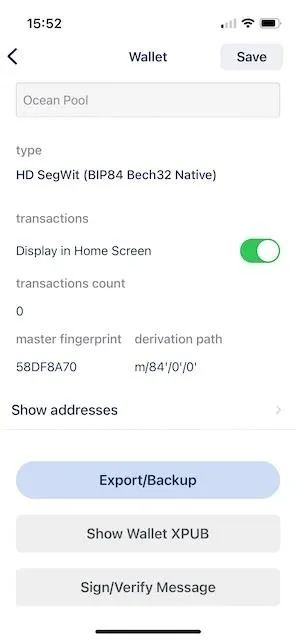 15:52
Wallet
Save
Ocean Pool
type
HD SegWit (BIP84 Bech32 Native)
transactions
Display in Home Screen
transactions count
0
master fingerprint derivation path
58DF8A70 m/84'/0'/0'
Show addresses
Export/Backup
Show Wallet XPUB
Sign/Verify Message